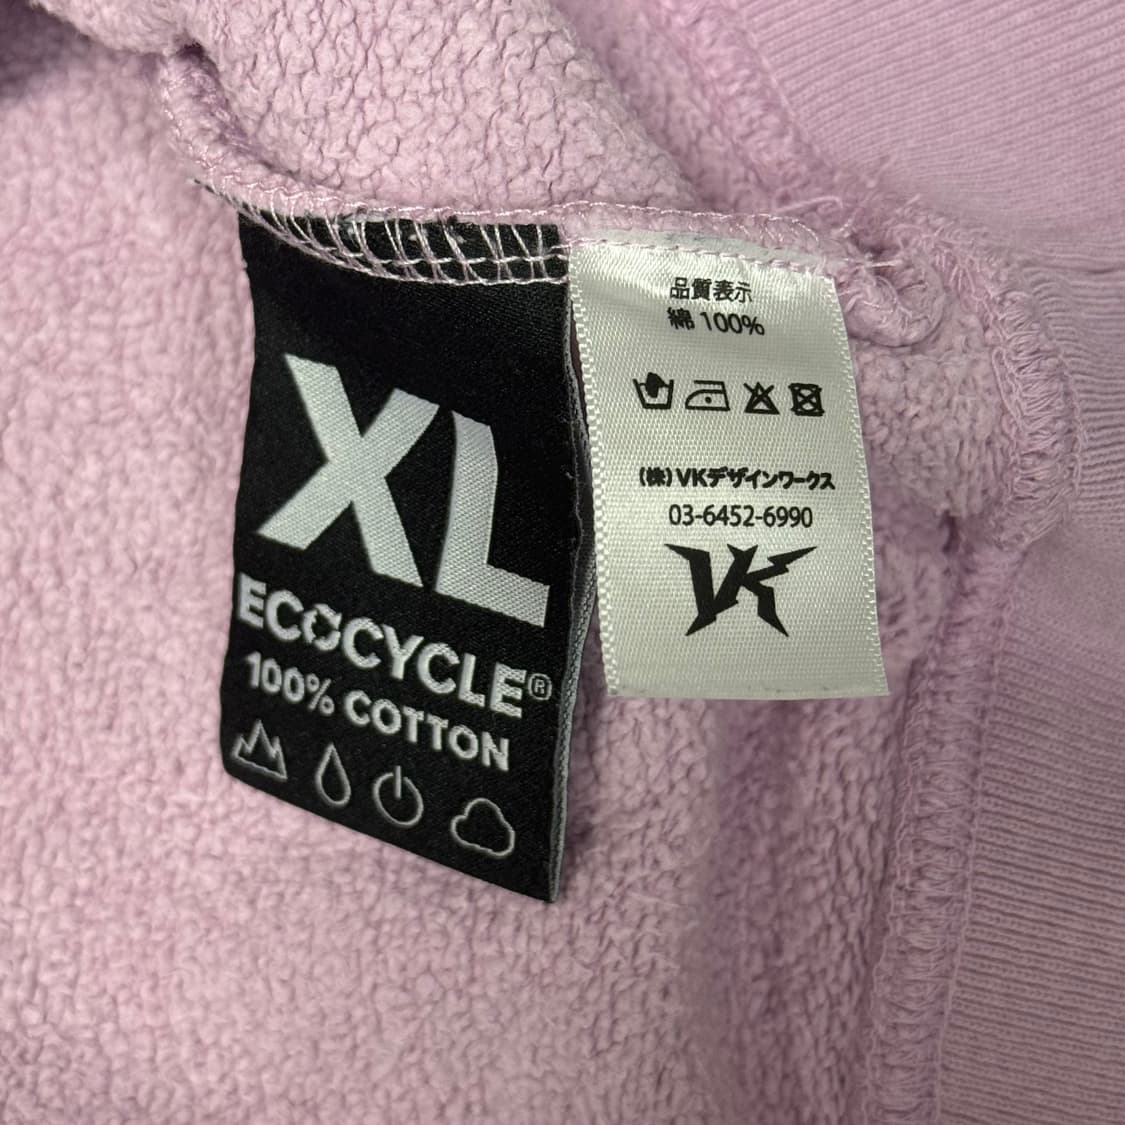 XL
ECOCYCLE®
100% COTTON
品質表示
綿 100%
(株)VKデザインワークス
03-6452-6990
VK